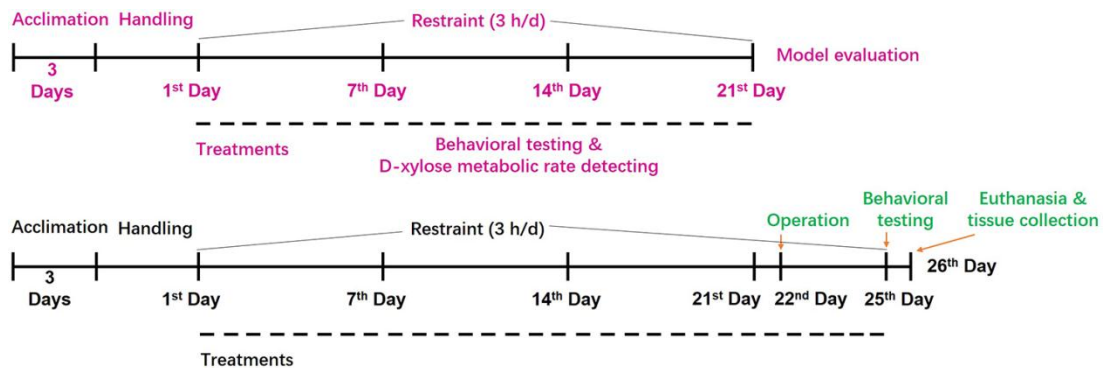 Acclimation Handling Restraint (3 h/d)
Model evaluation
3
Days 1st Day 7th Day 14th Day 21st Day
Treatments
Behavioral testing &
D-xylose metabolic rate detecting
Acclimation Handling Restraint (3 h/d)
Operation
Behavioral
testing
Euthanasia &
tissue collection
26th Day
3
Days 1st Day 7th Day 14th Day 21st Day 22nd Day 25th Day
Treatments